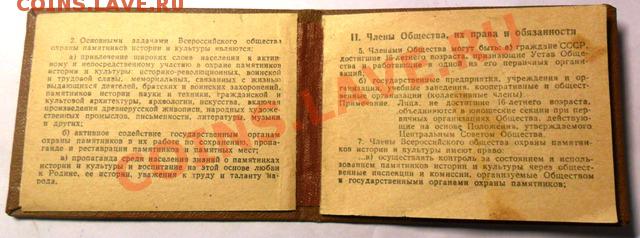 2. Основными задачами Всероссийского общества
охраны памятников истории и культуры являются:
а) привлечение широких слоев населения к актив-
ному и непосредственному участию в охране памятников
истории и культуры: историко-революционных, воинской
и трудовой славы, мемориальных, связанных с жизнью
выдающихся деятелей, братских и воинских захоронений,
памятников истории науки и техники, гражданской и
культовой архитектуры, археологии, искусства, включая
произведения древнерусской живописи, народных худо-
жественных промыслов, письменности, литературы, музыки
и других;
б) активное содействие государственным органам
охраны памятников в их работе по сохранению, пропа-
ганде и реставрации памятников и памятных мест;
в) пропаганда среди населения знаний о памятниках
истории и культуры и воспитание на этой основе любви
к Родине, ее истории, уважения к труду и таланту на-
рода.
II. Члены Общества, их права и обязанности
5. Членами Общества могут быть: а) граждане СССР,
достигшие 16-летнего возраста, признающие Устав Обще-
ства и работающие в одной из его первичных органи-
заций;
б) государственные предприятия, учреждения и ор-
ганизации, учебные заведения, кооперативные и общест-
венные организации (коллективные члены).
Примечание. Лица, не достигшие 16-летнего возраста,
объединяются в юношеские секции при пер-
вичных организациях Общества, действую-
щие на основе Положения, утверждаемого
Центральным Советом Общества.
7. Члены Всероссийского общества охраны памятни-
ков истории и культуры имеют право:
...и) осуществлять контроль за состоянием и использо-
ванием памятников истории и культуры через обще-
ственные инспекции и комиссии, организуемые Обществом
и государственными органами охраны памятников;
COINS.LAVE.RU
COINS.LAVE.RU